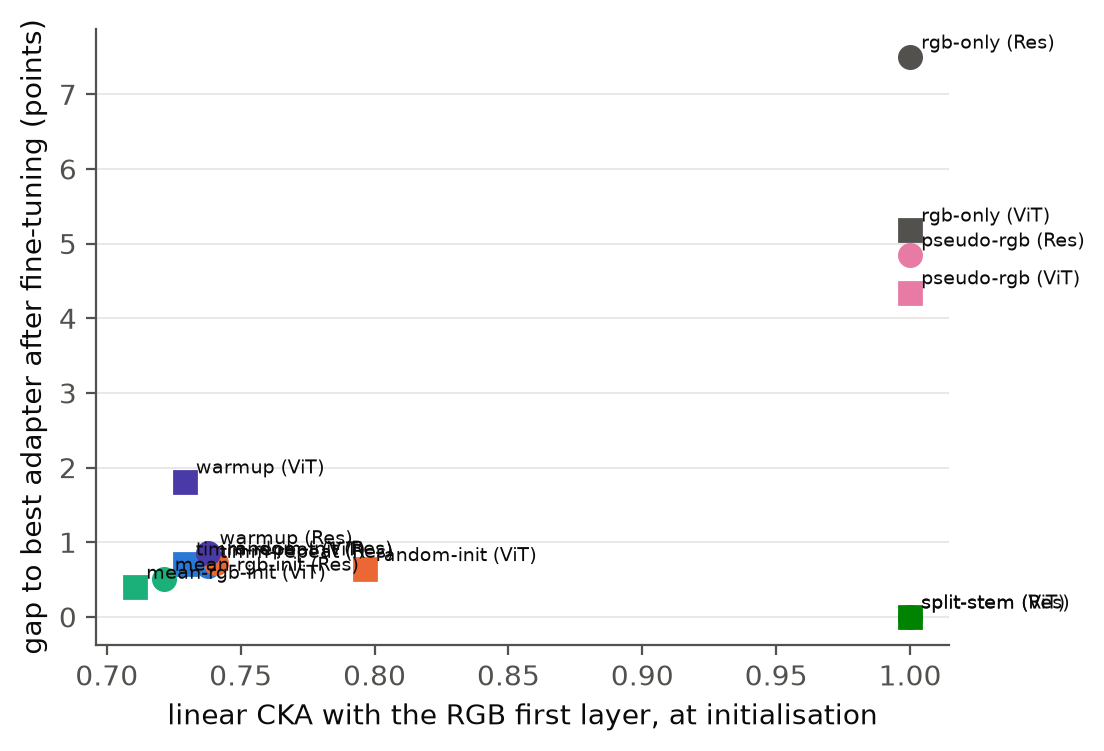 gap to best adapter after fine-tuning (points)
7
6
5
4
3
2
1
0
rgb-only (Res)
rgb-only (ViT)
pseudo-rgb (Res)
pseudo-rgb (ViT)
warmup (ViT)
warmup (Res)
random-init (ViT)
mean-rgb-init (Res)
mean-rgb-init (ViT)
split-stem
0.70 0.75 0.80 0.85 0.90 0.95 1.00
linear CKA with the RGB first layer, at initialisation